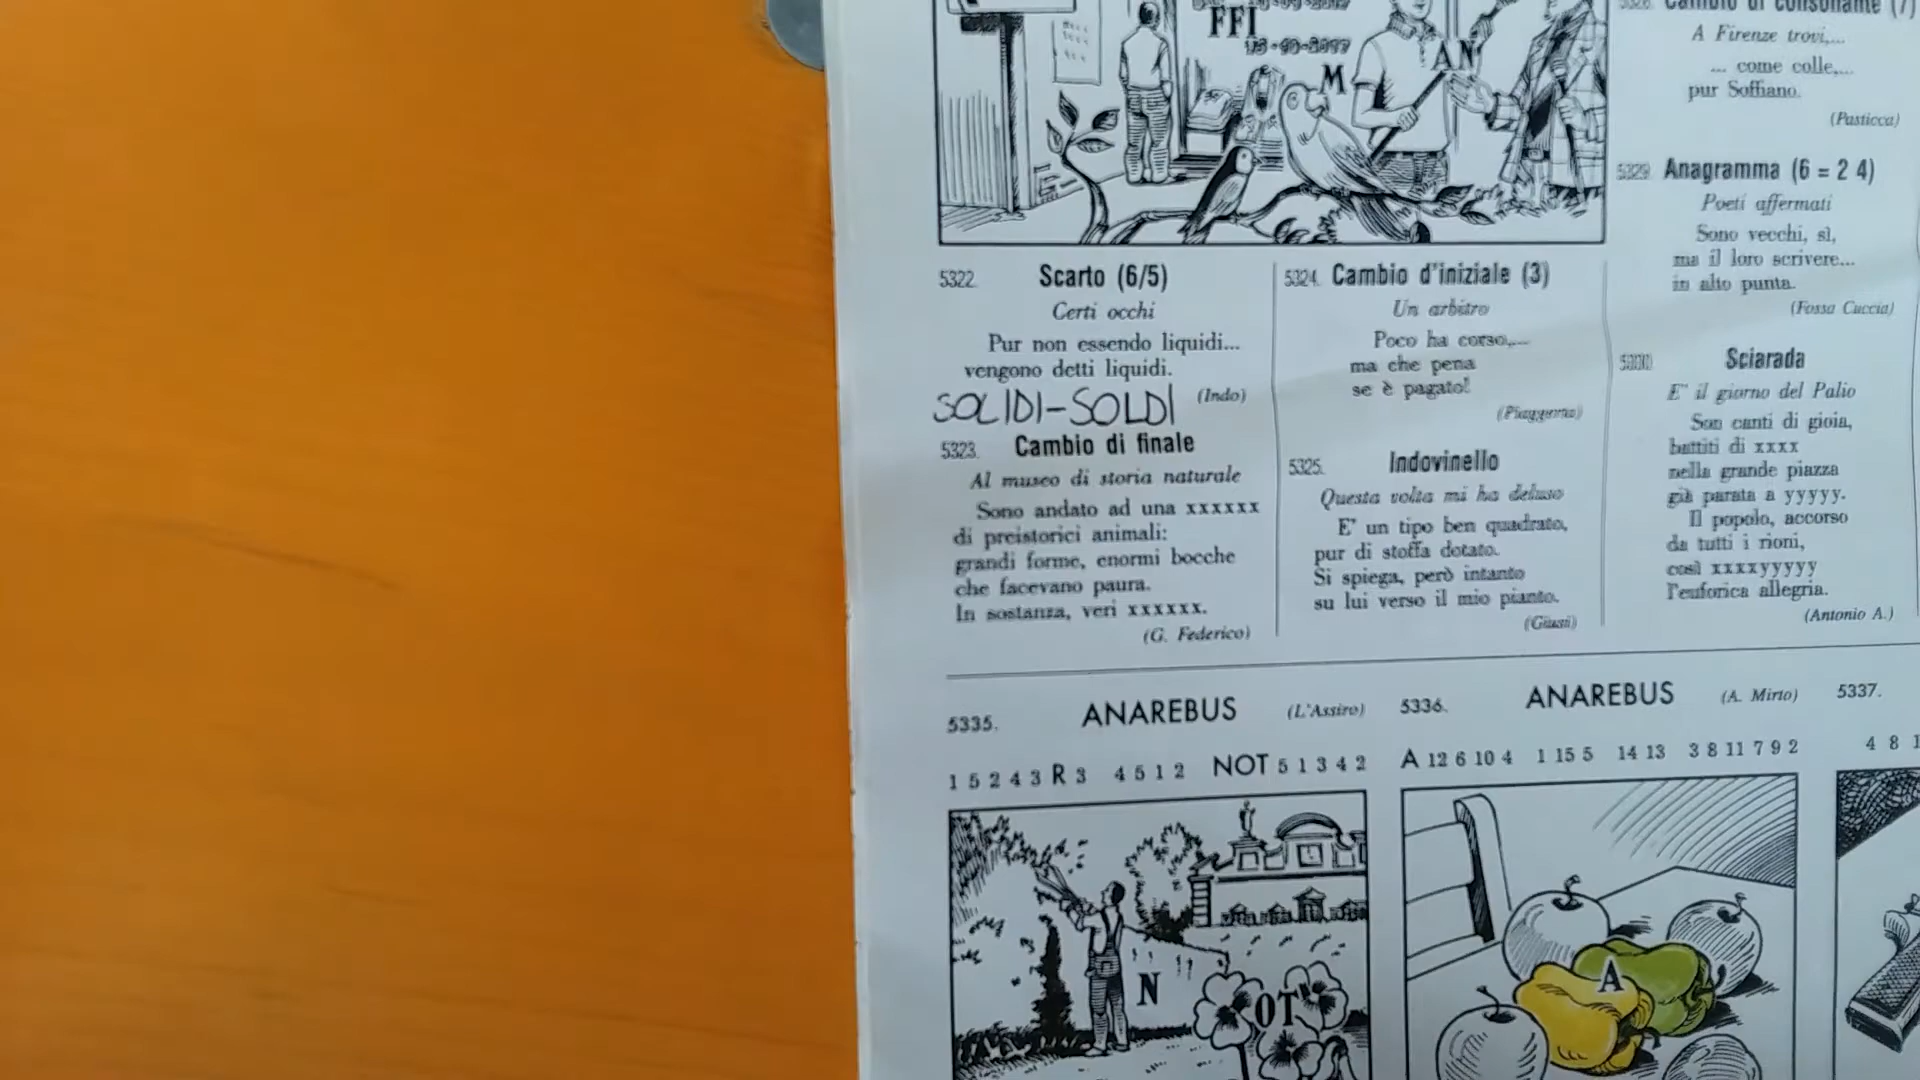 FFI
M
AN
5322. Scarto (6/5)
Certi occhi
Pur non essendo liquidi...
vengono detti liquidi.
(Indo)
SOLIDI-SOLDI
5323. Cambio di finale
Al museo di storia naturale
Sono andato ad una xxxxxx
di preistorici animali:
grandi forme, enormi bocche
che facevano paura.
In sostanza, veri xxxxxx.
(G. Federico)
5324. Cambio d'iniziale (3)
Un arbitro
Poco ha corso,...
ma che pena
se è pagato!
(Piaggerna)
5325. Indovinello
Questa volta mi ha deluso
E' un tipo ben quadrato,
pur di stoffa dotato.
Si spiega, però intanto
su lui verso il mio pianto.
(Giusti)
Cambio di consonante (7)
A Firenze trovi,...
... come colle,...
pur Soffiano.
(Pasticca)
5329. Anagramma (6 = 2 4)
Poeti affermati
Sono vecchi, sì,
ma il loro scrivere...
in alto punta.
(Fossa Cuccia)
Sciarada
E' il giorno del Palio
Son canti di gioia,
battiti di xxxx
nella grande piazza
già parata a yyyyy.
Il popolo, accorso
da tutti i rioni,
così xxxxyyyyy
l'euforica allegria.
(Antonio A.)
5335. ANAREBUS (L'Assiro)
1 5 2 4 3 R 3 4 5 1 2 NOT 5 1 3 4 2
N
OT
5336. ANAREBUS (A. Mirto)
A 12 6 10 4 1 15 5 14 13 3 8 11 7 9 2
A
5337.
4 8